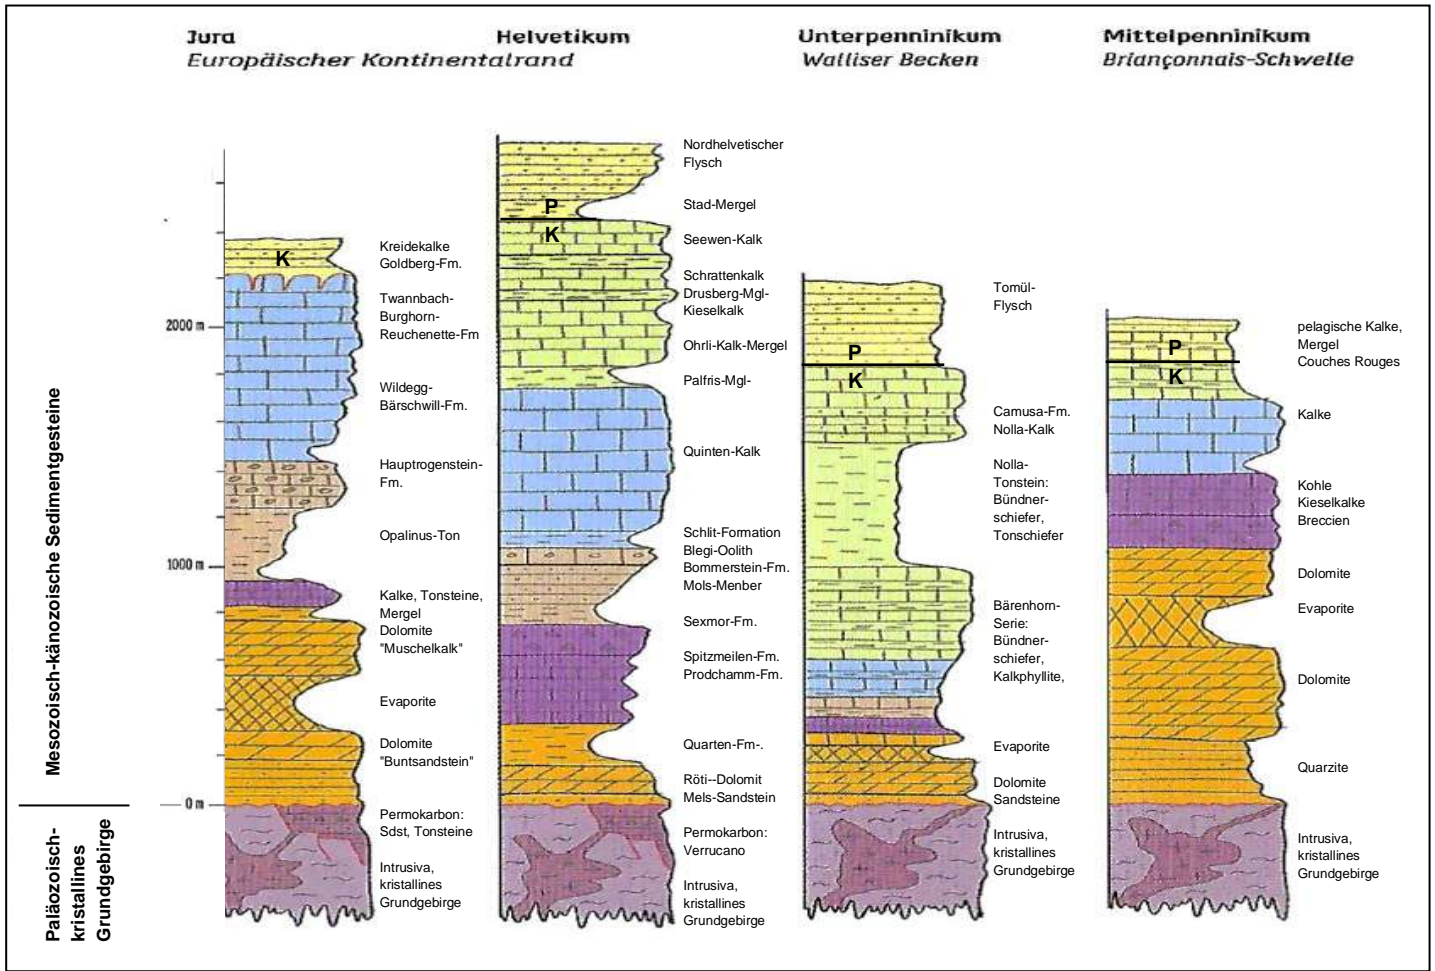 Jura
Europäischer Kontinentalrand
Helvetikum
Unterpenninikum
Walliser Becken
Mittelpenninikum
Briançonnais-Schwelle
Mesozoisch-känozoische Sedimentgesteine
Paläozoisch-
kristallines
Grundgebirge
2000 m
1000 m
0 m
K
Kreidekalke
Goldberg-Fm.
Twannbach-
Burghorn-
Reuchenette-Fm
Wildegg-
Bärschwill-Fm.
Hauptrogenstein-
Fm.
Opalinus-Ton
Kalke, Tonsteine,
Mergel
Dolomite
"Muschelkalk"
Evaporite
Dolomite
"Buntsandstein"
Permokarbon:
Sdst, Tonsteine
Intrusiva,
kristallines
Grundgebirge
P
K
Nordhelvetischer
Flysch
Stad-Mergel
Seewen-Kalk
Schrattenkalk
Drusberg-Mgl-
Kieselkalk
Ohrli-Kalk-Mergel
Palfris-Mgl-
Quinten-Kalk
Schlit-Formation
Blegi-Oolith
Bommerstein-Fm.
Mols-Menber
Sexmor-Fm.
Spitzmeilen-Fm.
Prodchamm-Fm.
Quarten-Fm-.
Röti--Dolomit
Mels-Sandstein
Permokarbon:
Verrucano
Intrusiva,
kristallines
Grundgebirge
P
K
Tomül-
Flysch
Camusa-Fm.
Nolla-Kalk
Nolla-
Tonstein:
Bündner-
schiefer,
Tonschiefer
Bärenhorn-
Serie:
Bündner-
schiefer,
Kalkphyllite,
Evaporite
Dolomite
Sandsteine
Intrusiva,
kristallines
Grundgebirge
P
K
pelagische Kalke,
Mergel
Couches Rouges
Kalke
Kohle
Kieselkalke
Breccien
Dolomite
Evaporite
Dolomite
Quarzite
Intrusiva,
kristallines
Grundgebirge